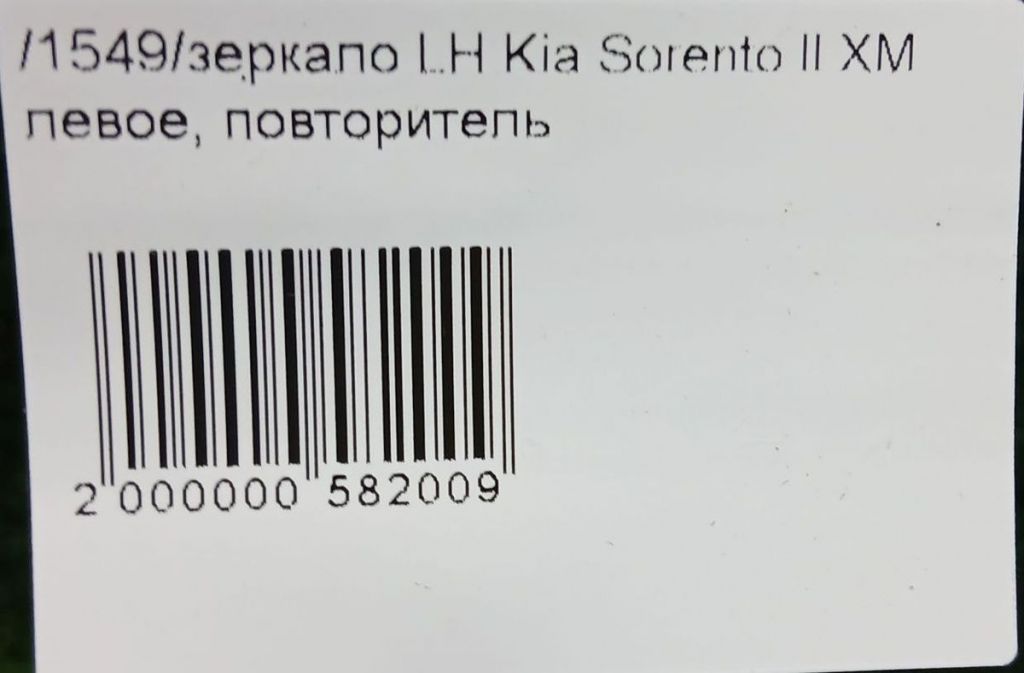 /1549/зеркало LH Kia Sorento II XM
левое, повторитель
2 000000 582009